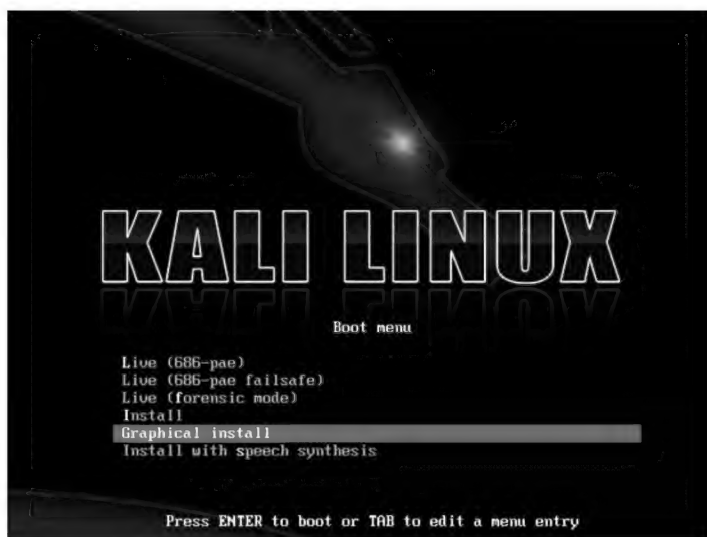 KALI LINUX
Boot menu
Live (686-pae)
Live (686-pae failsafe)
Live (forensic mode)
Install
Graphical install
Install with speech synthesis
Press ENTER to boot or TAB to edit a menu entry